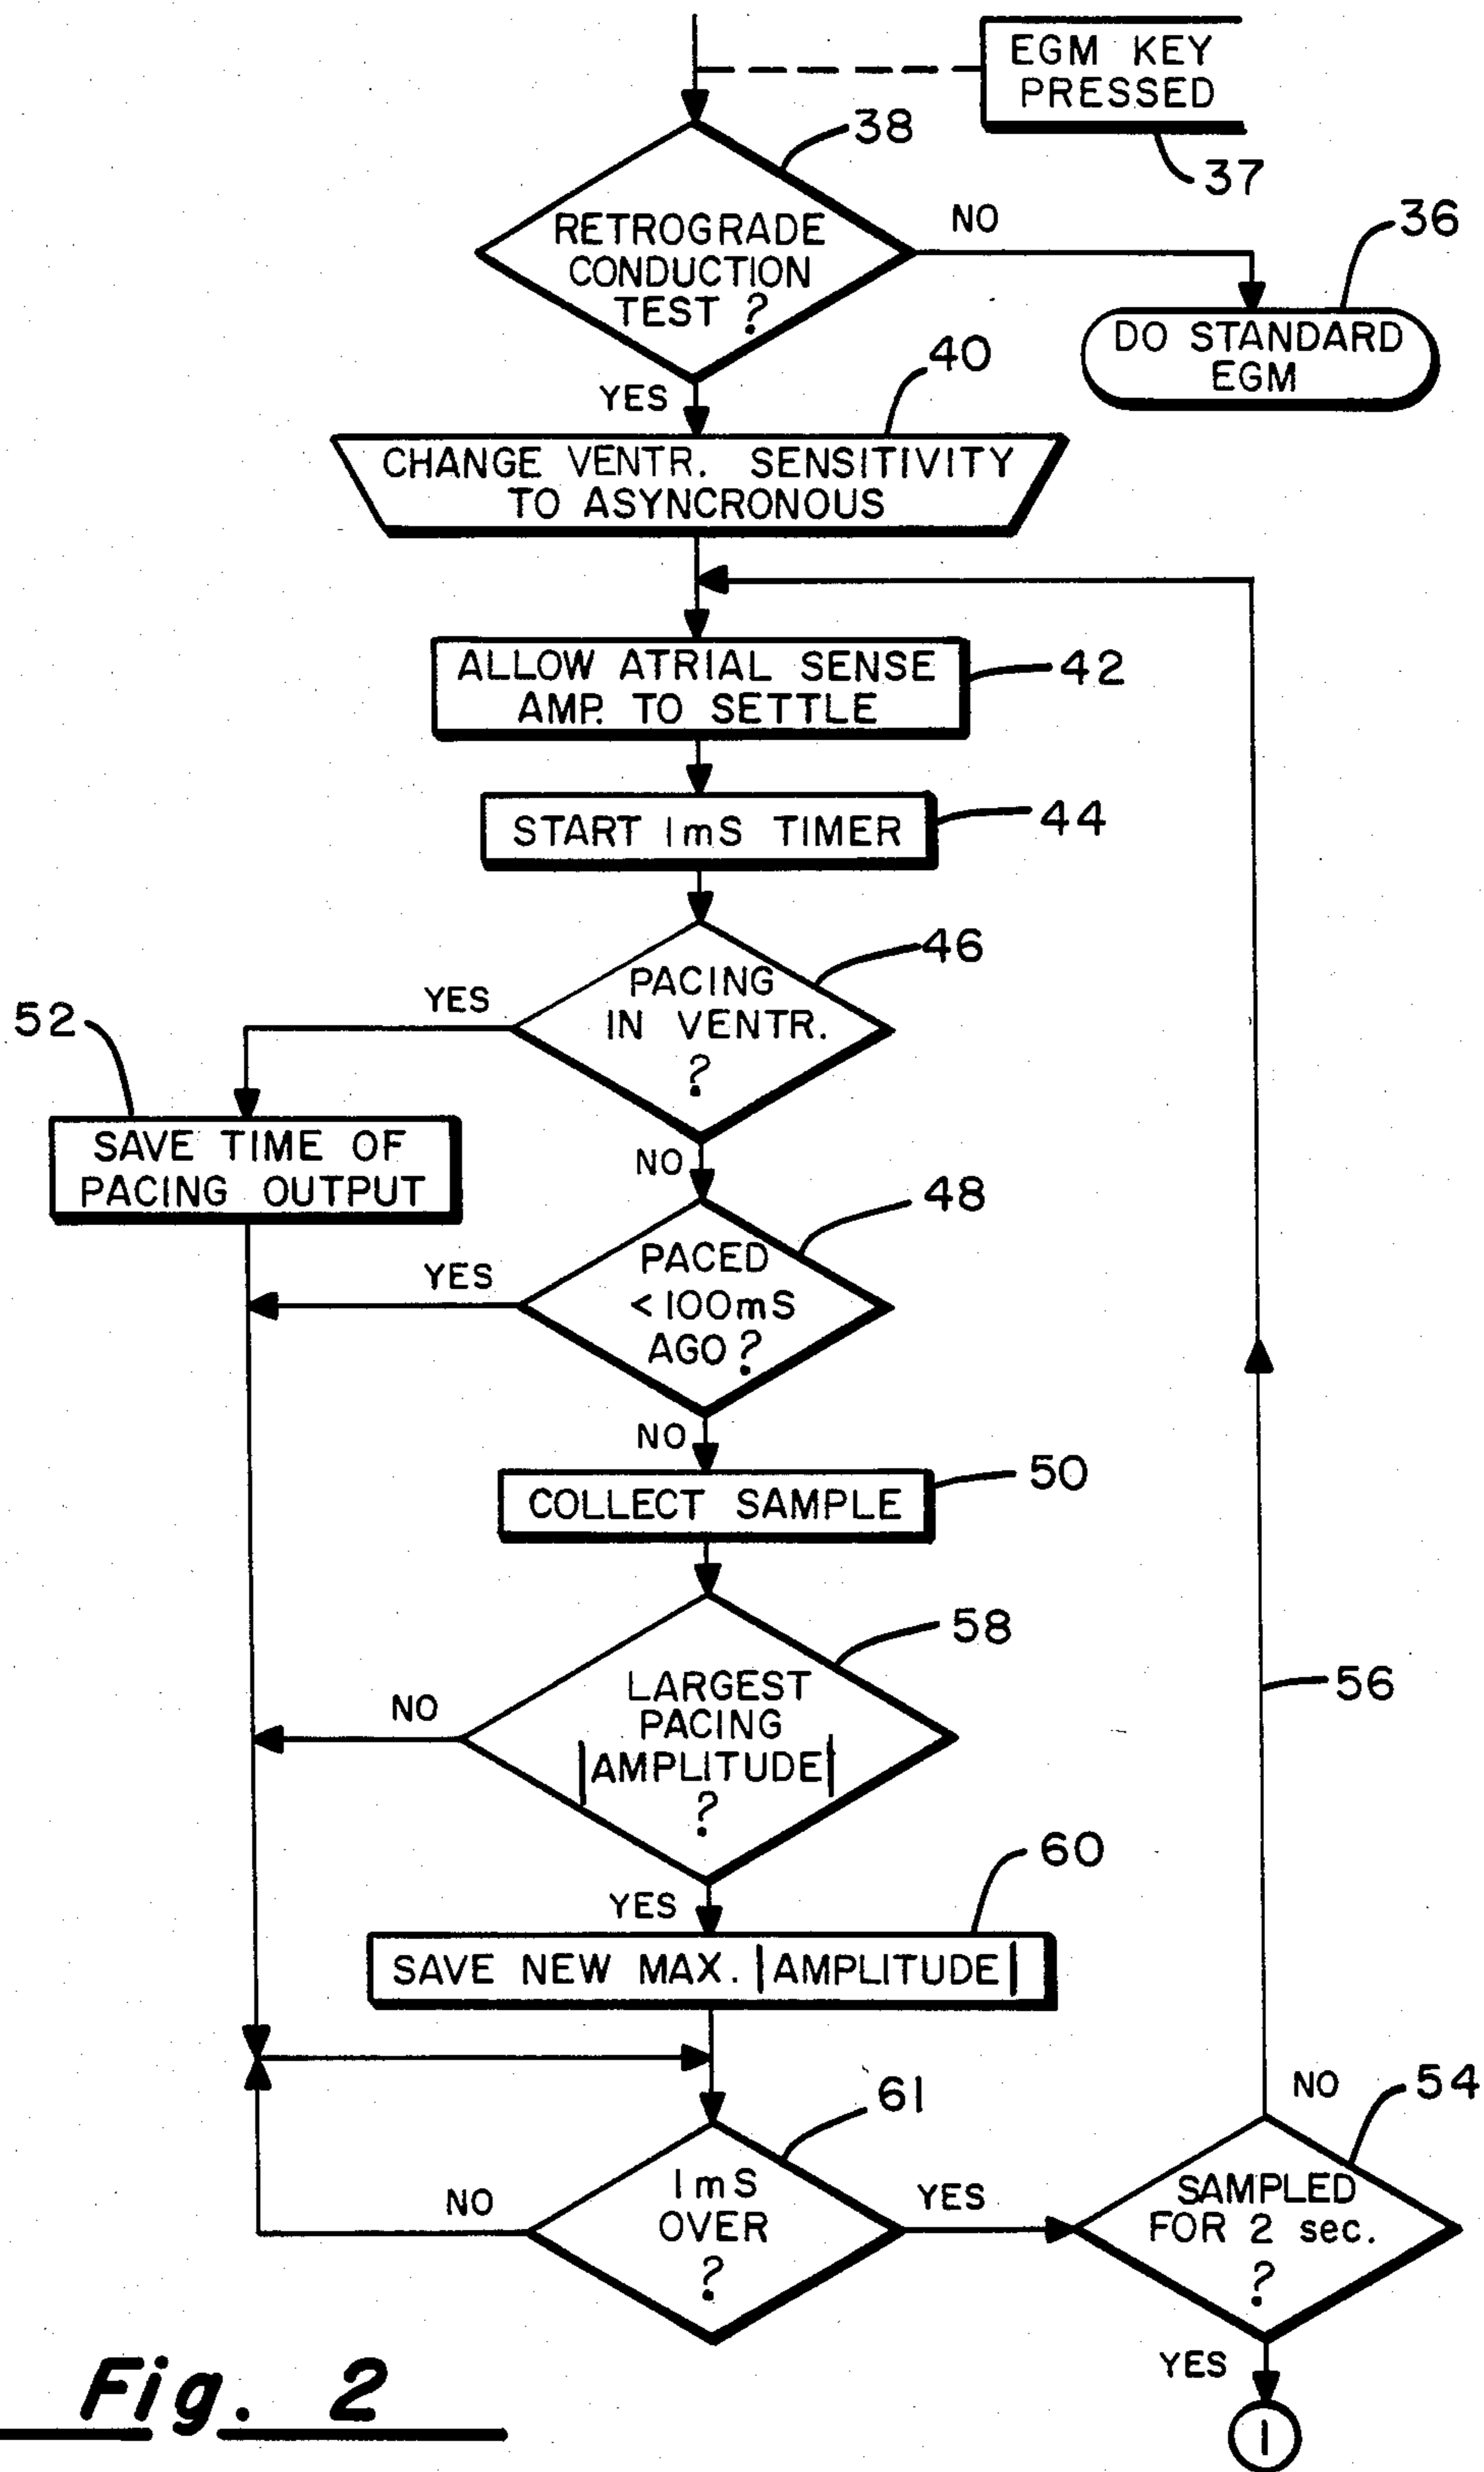 EGM KEY
PRESSED
37
38
RETROGRADE
CONDUCTION
TEST ?
NO
36
DO STANDARD
EGM
YES
40
CHANGE VENTR. SENSITIVITY
TO ASYNCRONOUS
ALLOW ATRIAL SENSE
AMP. TO SETTLE
42
START 1mS TIMER
44
46
PACING
IN VENTR.
?
YES
52
SAVE TIME OF
PACING OUTPUT
NO
48
PACED
< 100mS
AGO ?
YES
NO
COLLECT SAMPLE
50
58
LARGEST
PACING
|AMPLITUDE|
?
NO
56
YES
60
SAVE NEW MAX. |AMPLITUDE|
61
1mS
OVER
?
NO
YES
NO
54
SAMPLED
FOR 2 sec.
?
YES
1
Fig. 2